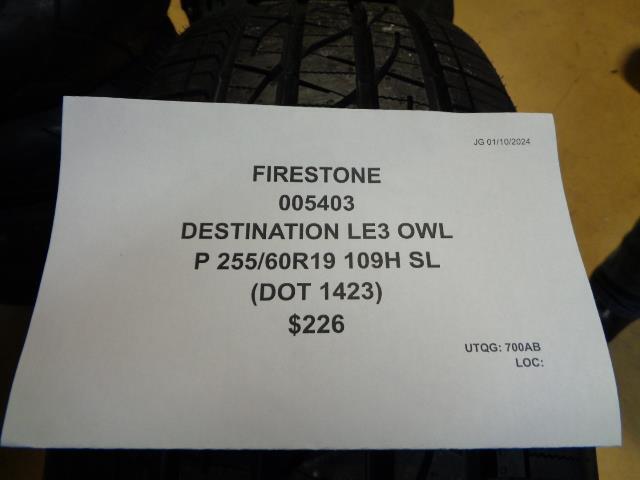 JG 01/10/2024
FIRESTONE
005403
DESTINATION LE3 OWL
P 255/60R19 109H SL
(DOT 1423)
$226
UTQG: 700AB
LOC: